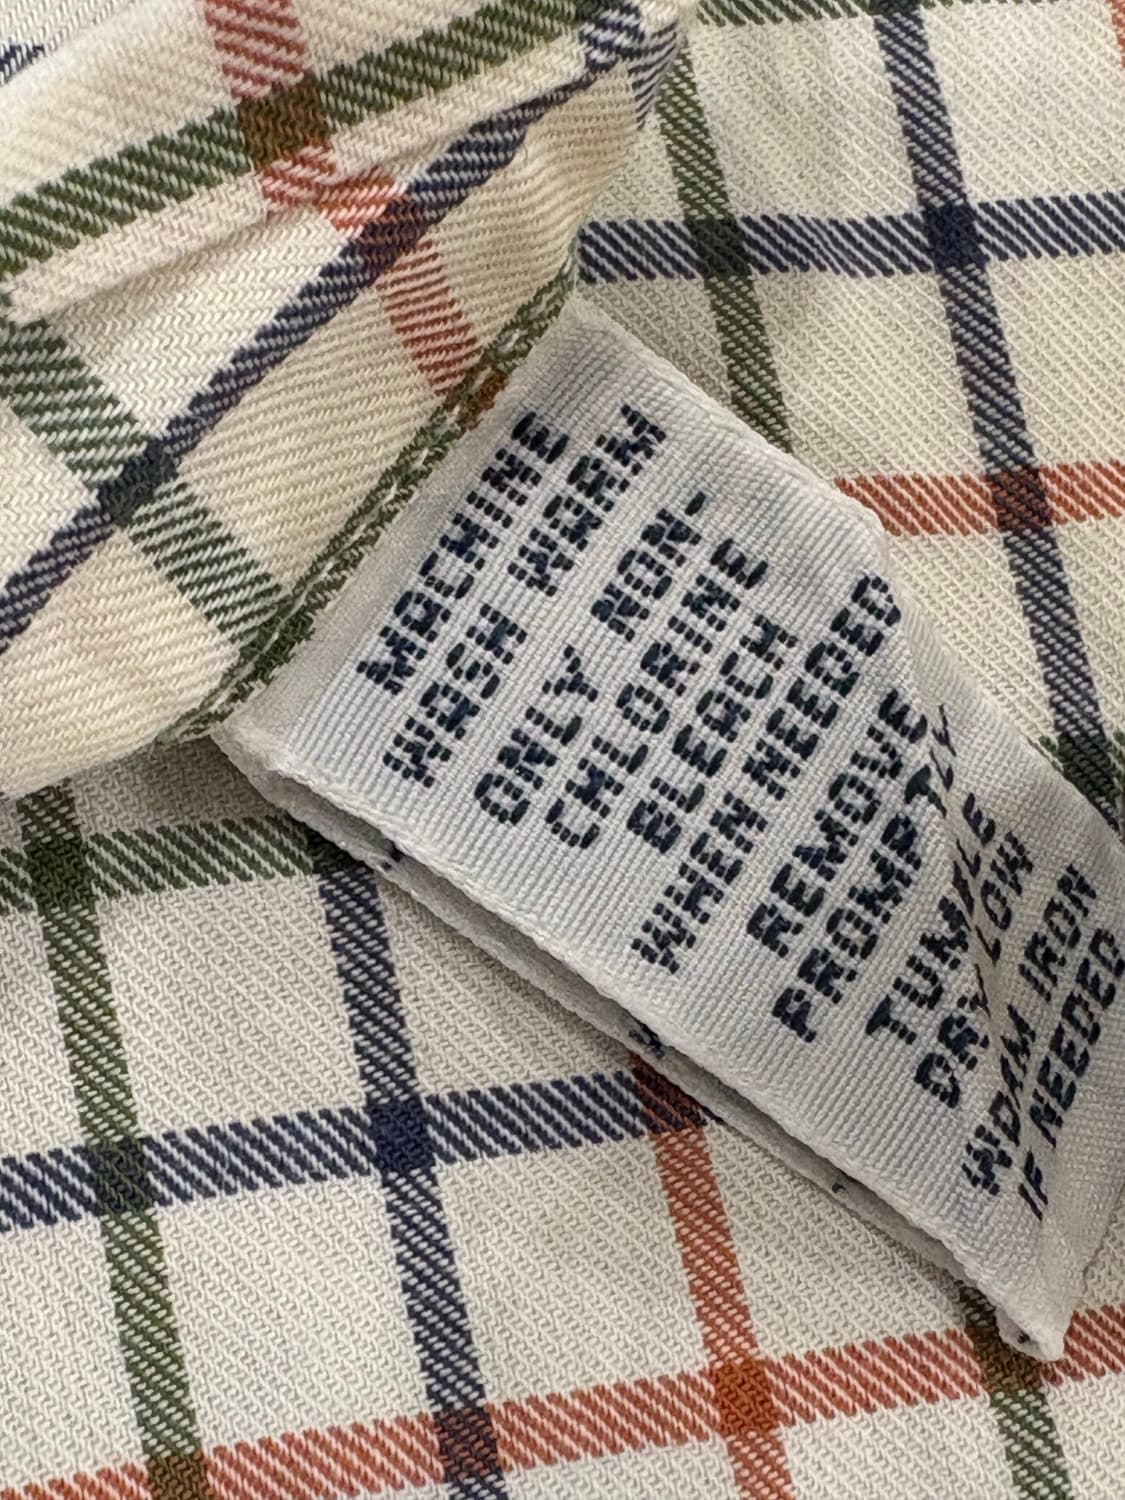 MACHINE
WASH WARM
ONLY NON-
CHLORINE
BLEACH
WHEN NEEDED
REMOVE
PROMPTLY
TUMBLE
DRY LOW
WARM IRON
IF NEEDED